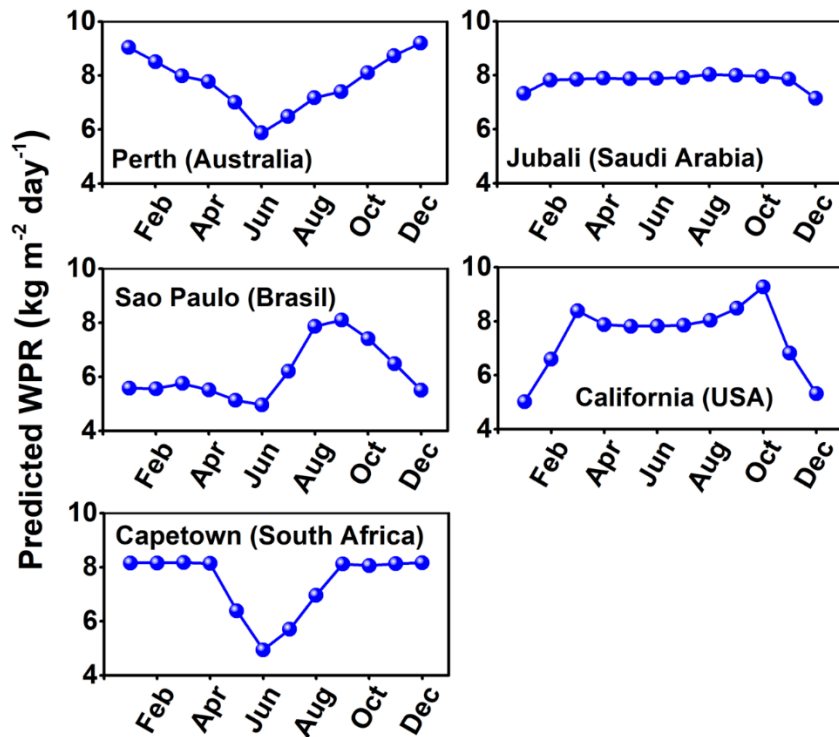 Predicted WPR (kg m⁻² day⁻¹)
10
8
6
4
Perth (Australia)
Feb
Apr
Jun
Aug
Oct
Dec
10
8
6
4
Jubali (Saudi Arabia)
Feb
Apr
Jun
Aug
Oct
Dec
10
8
6
4
Sao Paulo (Brasil)
Feb
Apr
Jun
Aug
Oct
Dec
10
8
6
4
California (USA)
Feb
Apr
Jun
Aug
Oct
Dec
10
8
6
4
Capetown (South Africa)
Feb
Apr
Jun
Aug
Oct
Dec